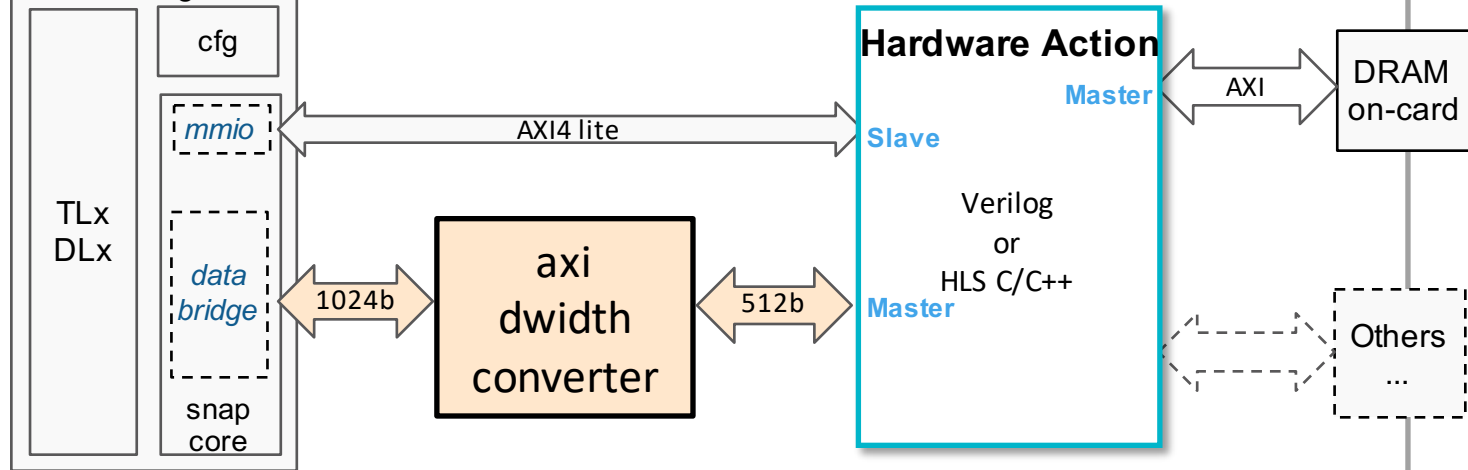 cfg
mmio
TLx
DLx
data
bridge
snap
core
AXI4 lite
1024b
axi
dwidth
converter
512b
Hardware Action
Master
Slave
Verilog
or
HLS C/C++
Master
AXI
DRAM
on-card
Others
...